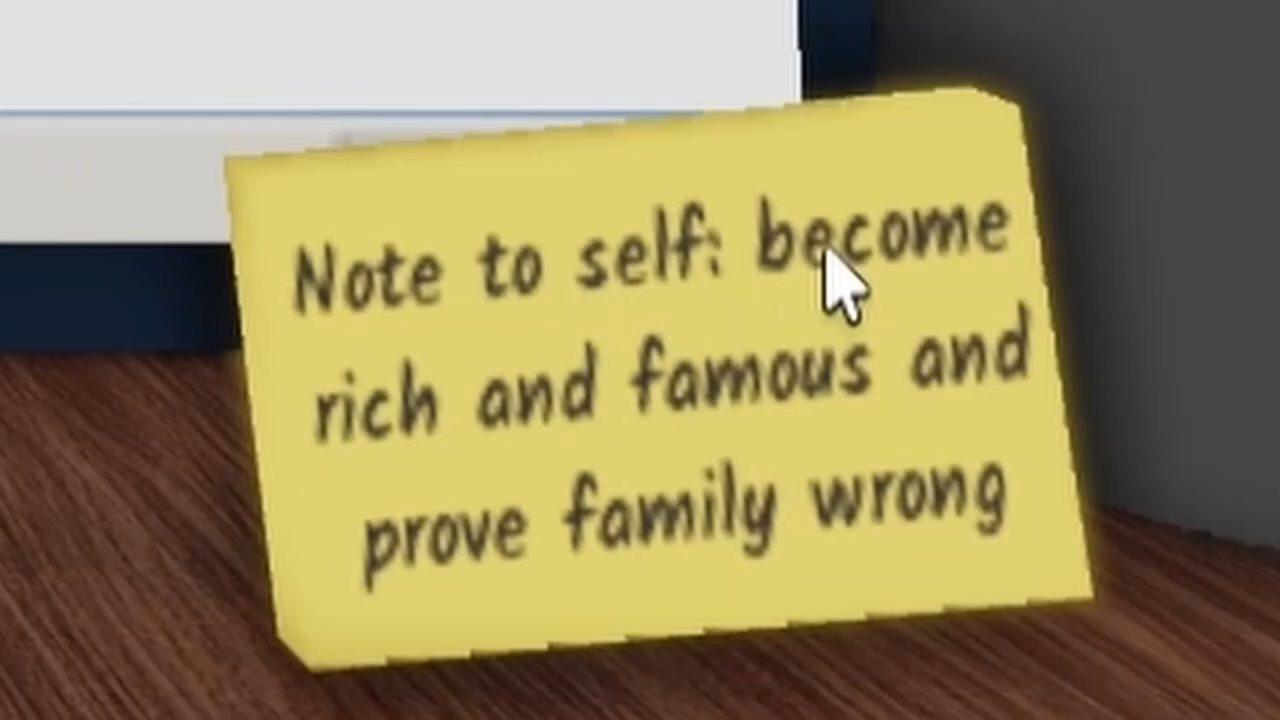 Note to self: become
rich and famous and
prove family wrong